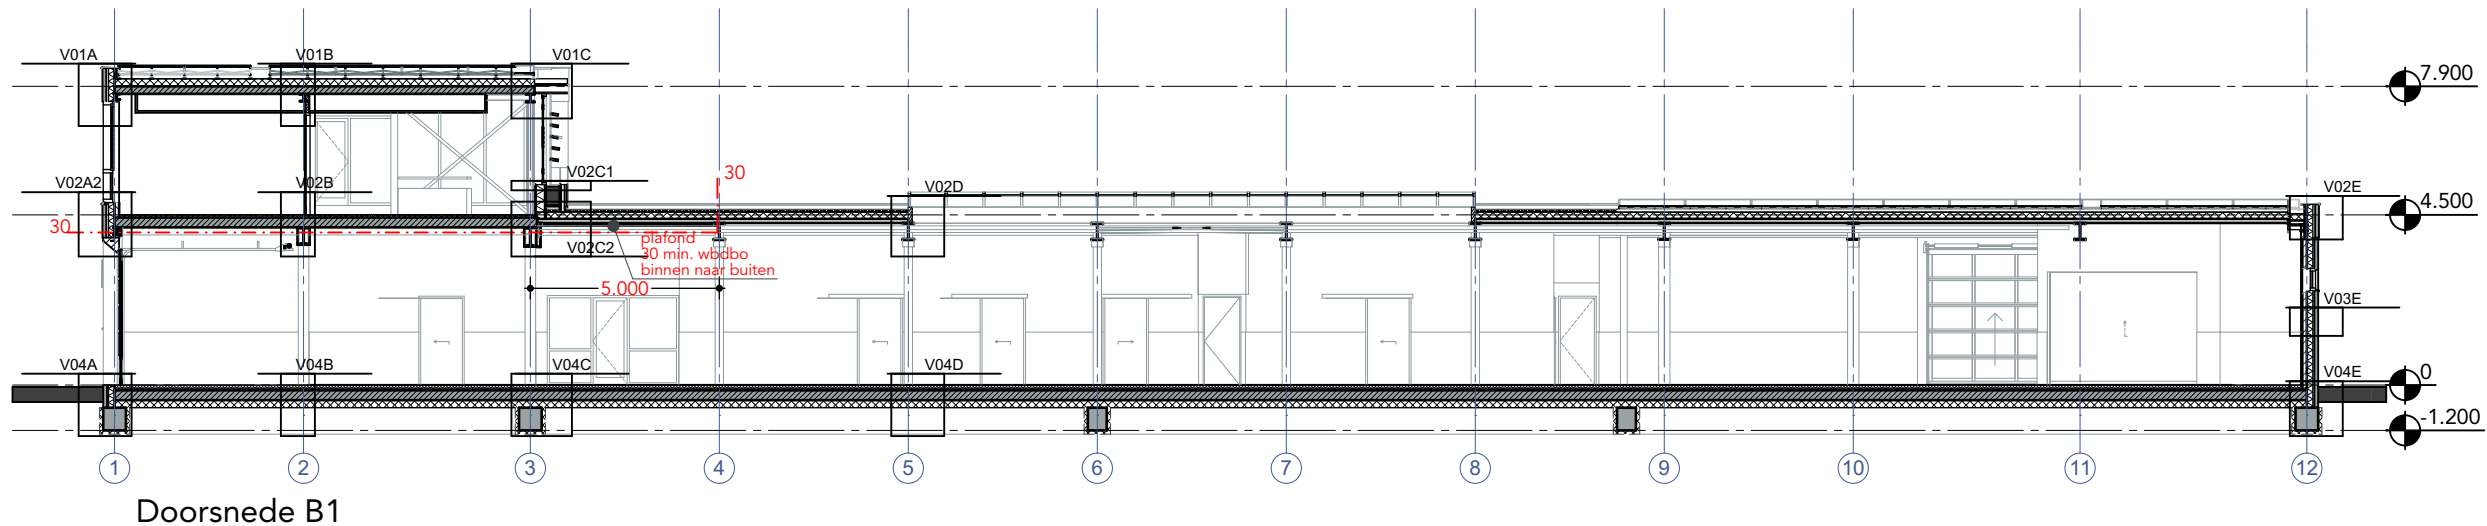 V01A V01B V01C
7.900
V02A2 V02B V02C1 30 V02D V02E
4.500
30
plafond
30 min. wbdbo
binnen naar buiten
V02C2
5.000
V03E
V04A V04B V04C V04D V04E
0
-1.200
1 2 3 4 5 6 7 8 9 10 11 12
Doorsnede B1